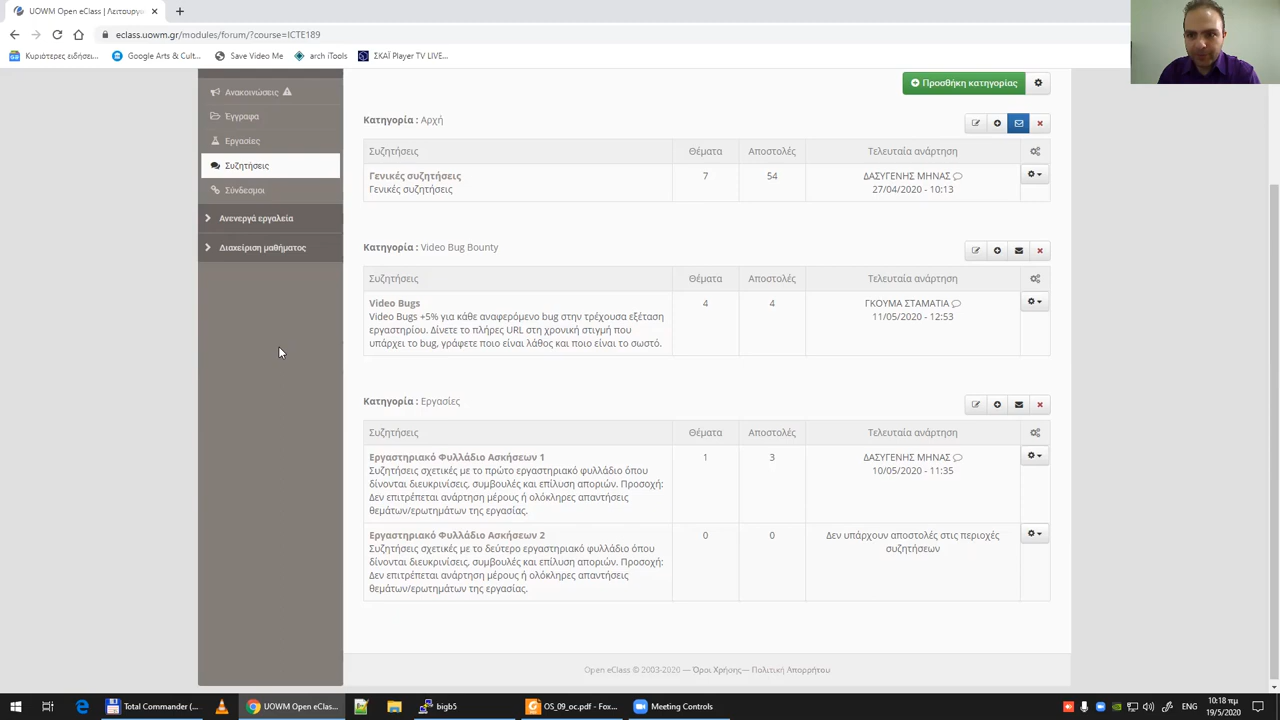 UOWM Open eClass | Λειτουργι
eclass.uowm.gr/modules/forum/?course=ICTE189
Κυριότερες ειδήσει... Google Arts & Cult... Save Video Me arch iTools ΣΚΑΪ Player TV LIVE...
Ανακοινώσεις
Έγγραφα
Εργασίες
Συζητήσεις
Σύνδεσμοι
Ανενεργά εργαλεία
Διαχείριση μαθήματος
Προσθήκη κατηγορίας
Κατηγορία : Αρχή
Συζητήσεις Θέματα Αποστολές Τελευταία ανάρτηση
Γενικές συζητήσεις 7 54 ΔΑΣΥΓΕΝΗΣ ΜΗΝΑΣ
Γενικές συζητήσεις 27/04/2020 - 10:13
Κατηγορία : Video Bug Bounty
Συζητήσεις Θέματα Αποστολές Τελευταία ανάρτηση
Video Bugs 4 4 ΓΚΟΥΜΑ ΣΤΑΜΑΤΙΑ
Video Bugs +5% για κάθε αναφερόμενο bug στην τρέχουσα εξέταση 11/05/2020 - 12:53
εργαστηρίου. Δίνετε το πλήρες URL στη χρονική στιγμή που
υπάρχει το bug, γράφετε ποιο είναι λάθος και ποιο είναι το σωστό.
Κατηγορία : Εργασίες
Συζητήσεις Θέματα Αποστολές Τελευταία ανάρτηση
Εργαστηριακό Φυλλάδιο Ασκήσεων 1 1 3 ΔΑΣΥΓΕΝΗΣ ΜΗΝΑΣ
Συζητήσεις σχετικές με το πρώτο εργαστηριακό φυλλάδιο όπου 10/05/2020 - 11:35
δίνονται διευκρινίσεις, συμβουλές και επίλυση αποριών. Προσοχή:
Δεν επιτρέπεται ανάρτηση μέρους ή ολόκληρες απαντήσεις
θεμάτων/ερωτημάτων της εργασίας.
Εργαστηριακό Φυλλάδιο Ασκήσεων 2 0 0 Δεν υπάρχουν αποστολές στις περιοχές
Συζητήσεις σχετικές με το δεύτερο εργαστηριακό φυλλάδιο όπου συζητήσεων
δίνονται διευκρινίσεις, συμβουλές και επίλυση αποριών. Προσοχή:
Δεν επιτρέπεται ανάρτηση μέρους ή ολόκληρες απαντήσεις
θεμάτων/ερωτημάτων της εργασίας.
Open eClass © 2003-2020 — Όροι Χρήσης— Πολιτική Απορρήτου
Total Commander (... UOWM Open eClas... bigb5 OS_09_oc.pdf - Fox... Meeting Controls ENG 10:18 πμ
19/5/2020